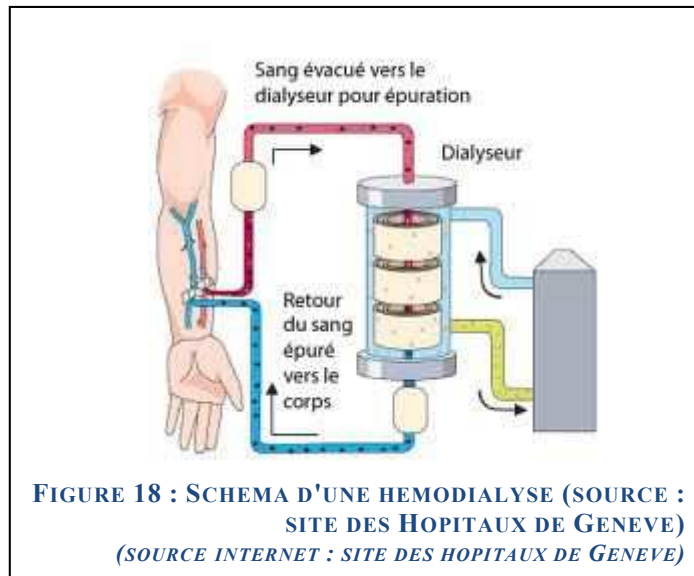 Sang évacué vers le
dialyseur pour épuration
Dialyseur
Retour
du sang
épuré
vers le
corps
FIGURE 18 : SCHEMA D'UNE HEMODIALYSE (SOURCE :
SITE DES HOPITAUX DE GENEVE)
(SOURCE INTERNET : SITE DES HOPITAUX DE GENEVE)